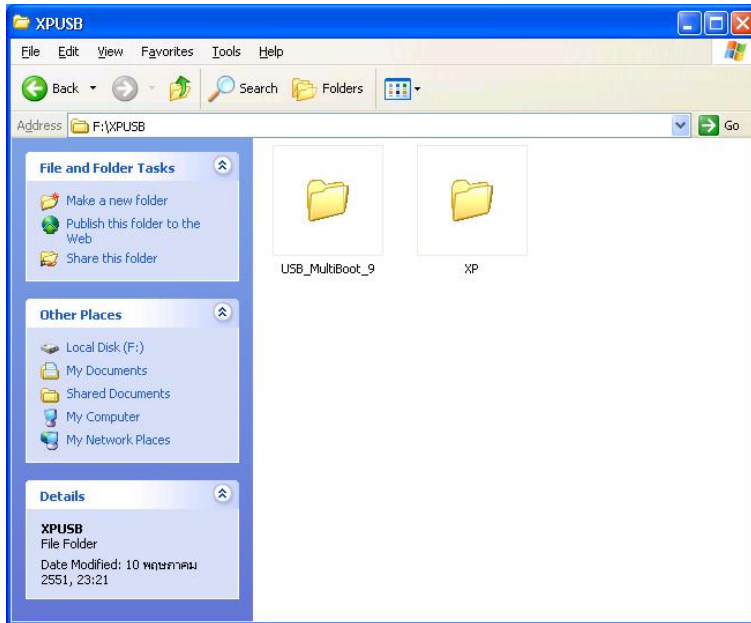 XPUSB
File Edit View Favorites Tools Help
Back Search Folders
Address F:\XPUSB Go
File and Folder Tasks
Make a new folder
Publish this folder to the
Web
Share this folder
Other Places
Local Disk (F:)
My Documents
Shared Documents
My Computer
My Network Places
Details
XPUSB
File Folder
Date Modified: 10 พฤษภาคม
2551, 23:21
USB_MultiBoot_9 XP